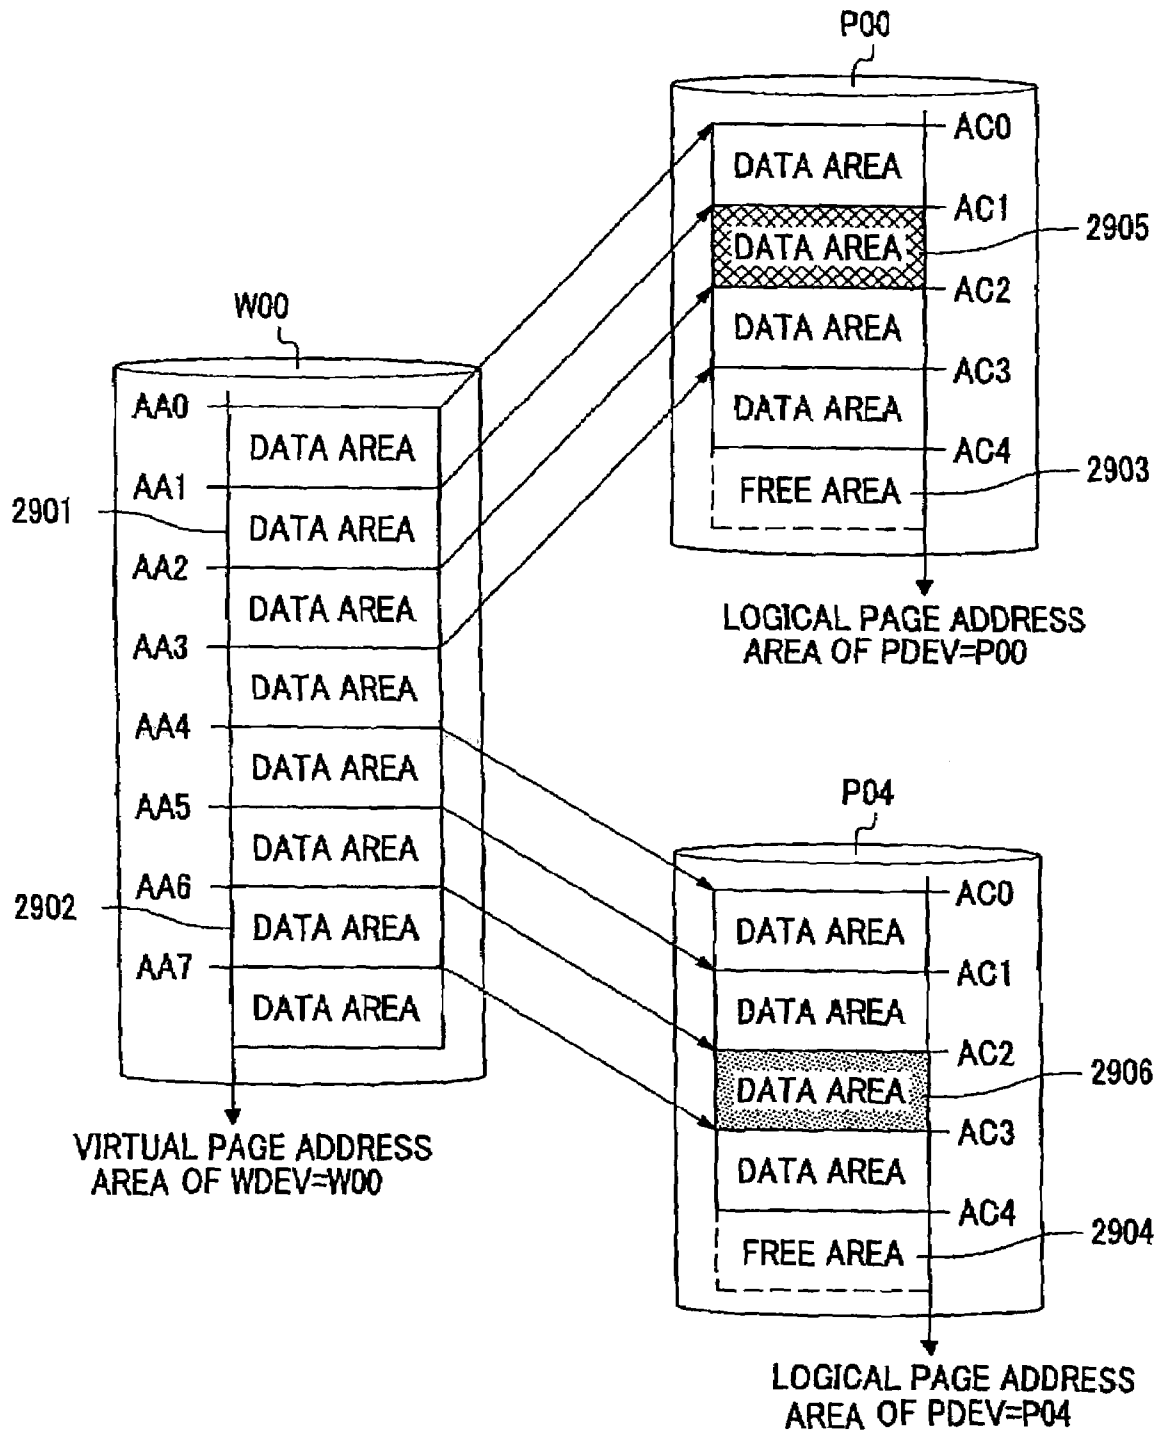 P00
AC0
DATA AREA
AC1
DATA AREA
2905
AC2
DATA AREA
AC3
DATA AREA
AC4
FREE AREA
2903
LOGICAL PAGE ADDRESS
AREA OF PDEV=P00
W00
AA0
DATA AREA
AA1
2901
DATA AREA
AA2
DATA AREA
AA3
DATA AREA
AA4
DATA AREA
AA5
DATA AREA
AA6
2902
DATA AREA
AA7
DATA AREA
VIRTUAL PAGE ADDRESS
AREA OF WDEV=W00
P04
AC0
DATA AREA
AC1
DATA AREA
AC2
DATA AREA
2906
AC3
DATA AREA
AC4
FREE AREA
2904
LOGICAL PAGE ADDRESS
AREA OF PDEV=P04